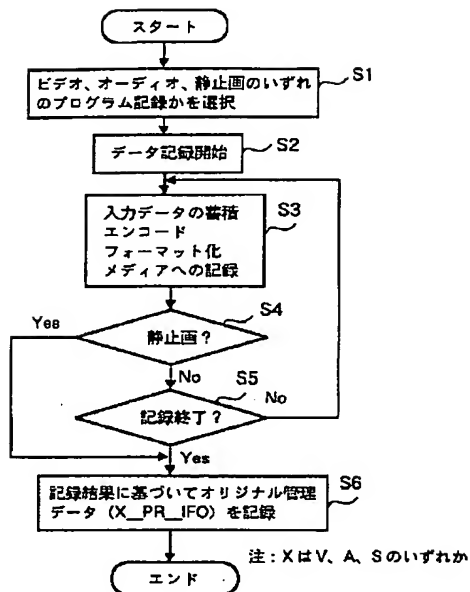 スタート
ビデオ、オーディオ、静止画のいずれ
のプログラム記録かを選択
S1
データ記録開始
S2
入力データの蓄積
エンコード
フォーマット化
メディアへの記録
S3
静止画？
S4
Yes
No
記録終了？
S5
No
Yes
記録結果に基づいてオリジナル管理
データ（X__PR__IFO）を記録
S6
注：XはV、A、Sのいずれか
エンド